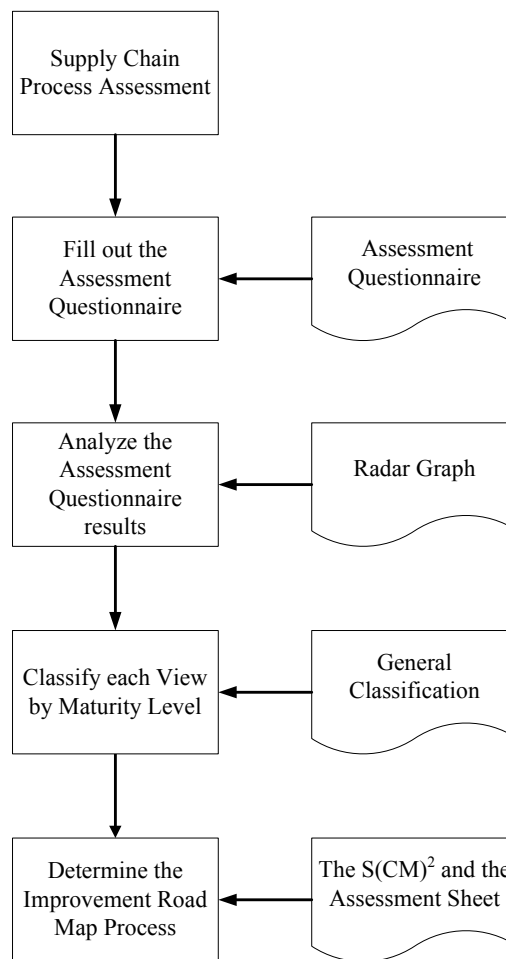 Supply Chain
Process Assessment
Fill out the
Assessment
Questionnaire
Assessment
Questionnaire
Analyze the
Assessment
Questionnaire
results
Radar Graph
Classify each View
by Maturity Level
General
Classification
Determine the
Improvement Road
Map Process
The S(CM)² and the
Assessment Sheet